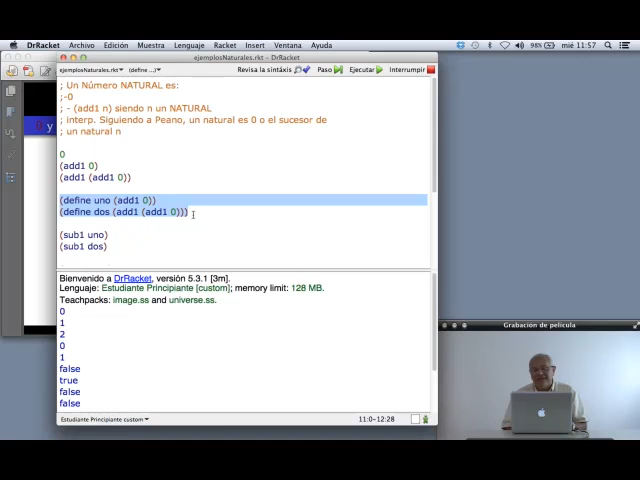 DrRacket Archivo Edición Muestra Lenguaje Racket Insert Ventana Ayuda 98% mié 11:57
ejemplosNaturales.rkt - DrRacket
ejemplosNaturales.rkt (define ...) Revisa la sintáxis Paso Ejecutar Interrumpir
; Un Número NATURAL es:
;-0
; - (add1 n) siendo n un NATURAL
; interp. Siguiendo a Peano, un natural es 0 o el sucesor de
; un natural n
0
(add1 0)
(add1 (add1 0))
(define uno (add1 0))
(define dos (add1 (add1 0)))
(sub1 uno)
(sub1 dos)
Bienvenido a DrRacket, versión 5.3.1 [3m].
Lenguaje: Estudiante Principiante [custom]; memory limit: 128 MB.
Teachpacks: image.ss and universe.ss.
0
1
2
0
1
false
true
false
false
Estudiante Principiante custom 11:0-12:28
Grabación de película